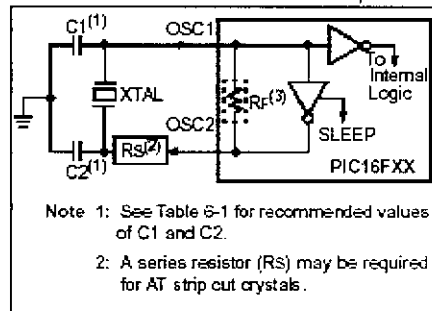 C1(1)
OSC1
To
Internal
Logic
XTAL
RF(3)
OSC2
SLEEP
RS(2)
C2(1)
PIC16FXX
Note 1: See Table 6-1 for recommended values
of C1 and C2.
2: A series resistor (RS) may be required
for AT strip cut crystals.